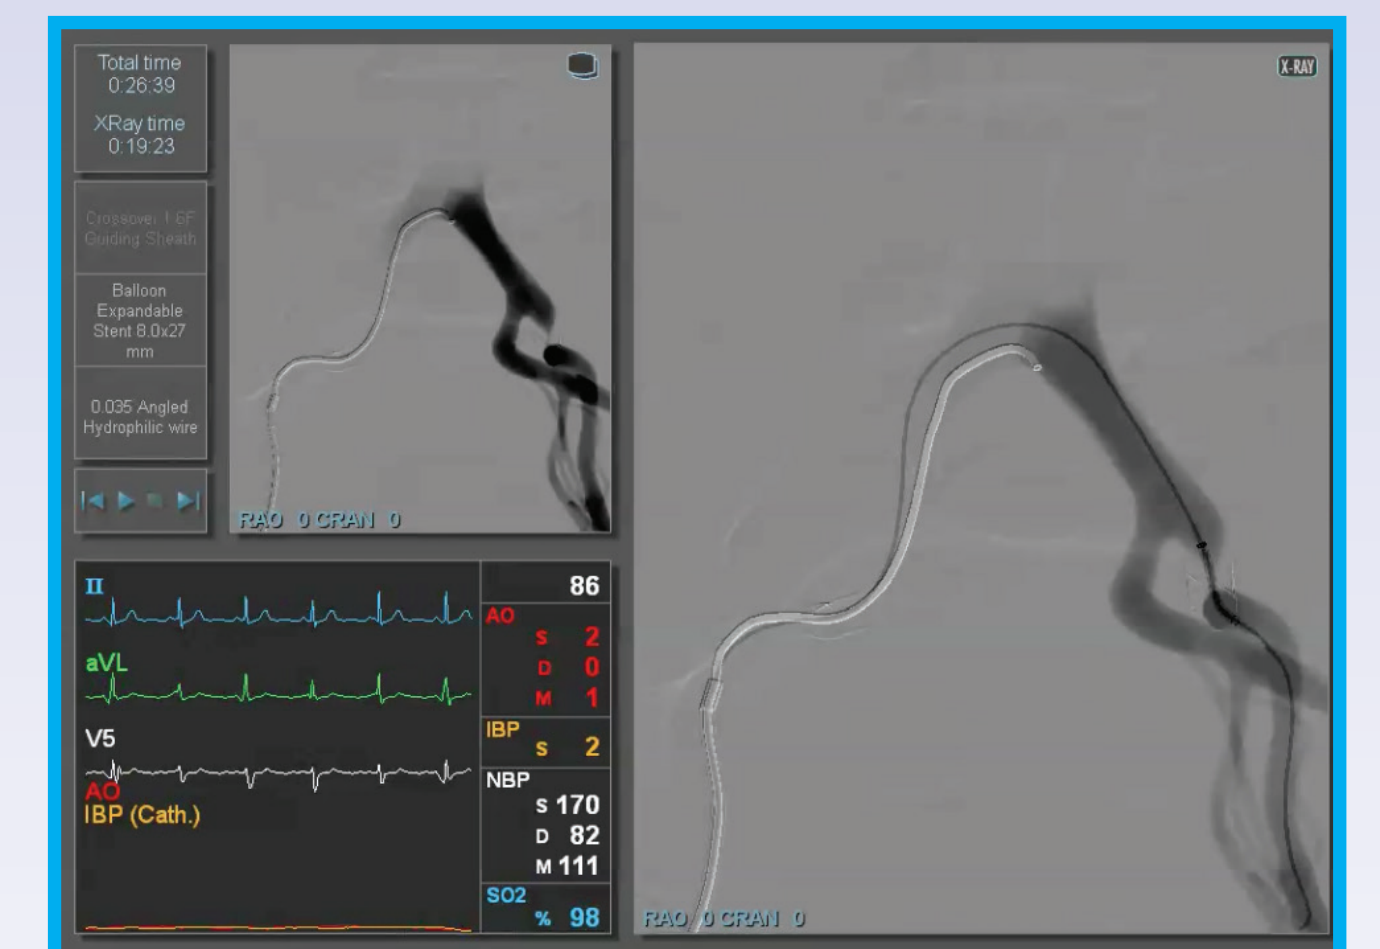 Total time
0:26:39
XRay time
0:19:23
Crossover 1 6F
Guiding Sheath
Balloon
Expandable
Stent 8.0x27
mm
0.035 Angled
Hydrophilic wire
RAO 0 CRAN 0
X-RAY
RAO 0 CRAN 0
II
aVL
V5
AO
IBP (Cath.)
86
AO
S 2
D 0
M 1
IBP
S 2
NBP
S 170
D 82
M 111
SO2
% 98